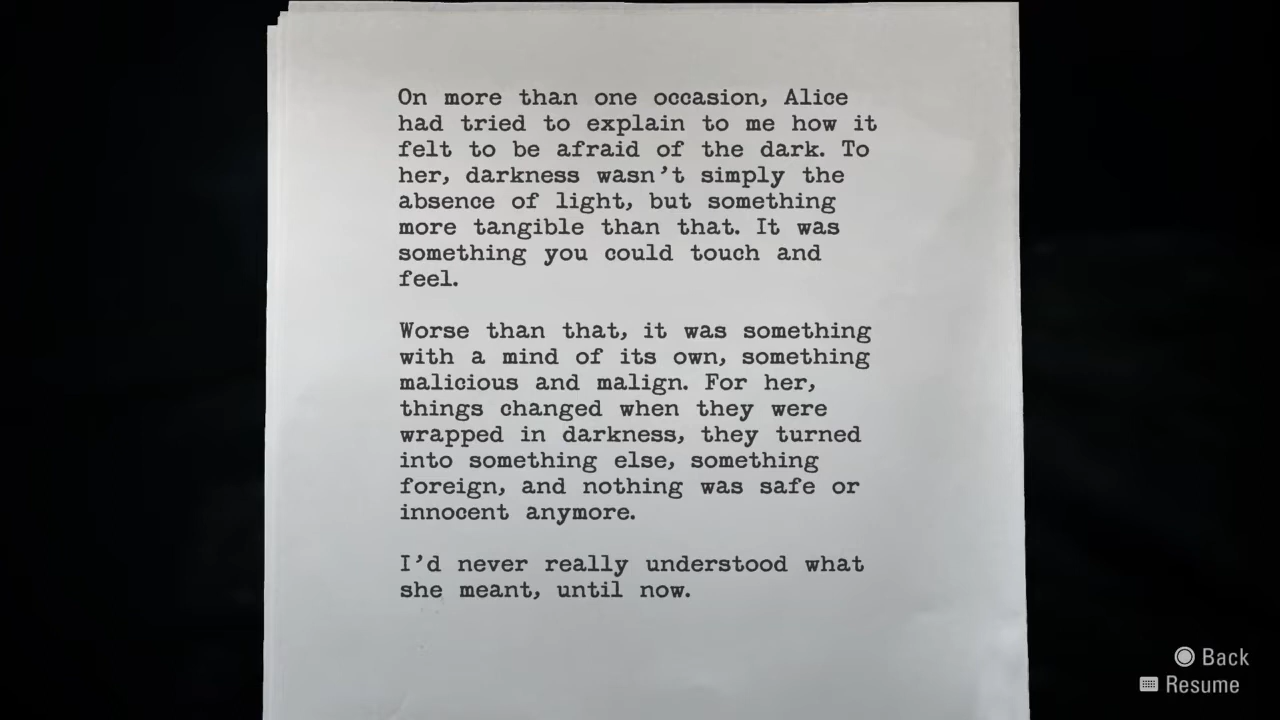 On more than one occasion, Alice
had tried to explain to me how it
felt to be afraid of the dark. To
her, darkness wasn't simply the
absence of light, but something
more tangible than that. It was
something you could touch and
feel.
Worse than that, it was something
with a mind of its own, something
malicious and malign. For her,
things changed when they were
wrapped in darkness, they turned
into something else, something
foreign, and nothing was safe or
innocent anymore.
I'd never really understood what
she meant, until now.
Back
Resume